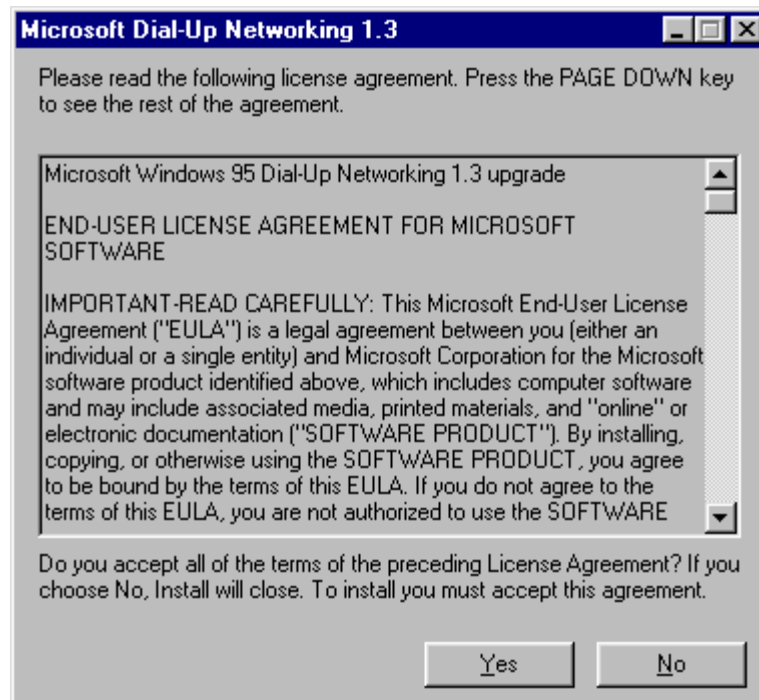 Microsoft Dial-Up Networking 1.3
Please read the following license agreement. Press the PAGE DOWN key
to see the rest of the agreement.
Microsoft Windows 95 Dial-Up Networking 1.3 upgrade
END-USER LICENSE AGREEMENT FOR MICROSOFT
SOFTWARE
IMPORTANT-READ CAREFULLY: This Microsoft End-User License
Agreement ("EULA") is a legal agreement between you (either an
individual or a single entity) and Microsoft Corporation for the Microsoft
software product identified above, which includes computer software
and may include associated media, printed materials, and "online" or
electronic documentation ("SOFTWARE PRODUCT"). By installing,
copying, or otherwise using the SOFTWARE PRODUCT, you agree
to be bound by the terms of this EULA. If you do not agree to the
terms of this EULA, you are not authorized to use the SOFTWARE
Do you accept all of the terms of the preceding License Agreement? If you
choose No, Install will close. To install you must accept this agreement.
Yes No